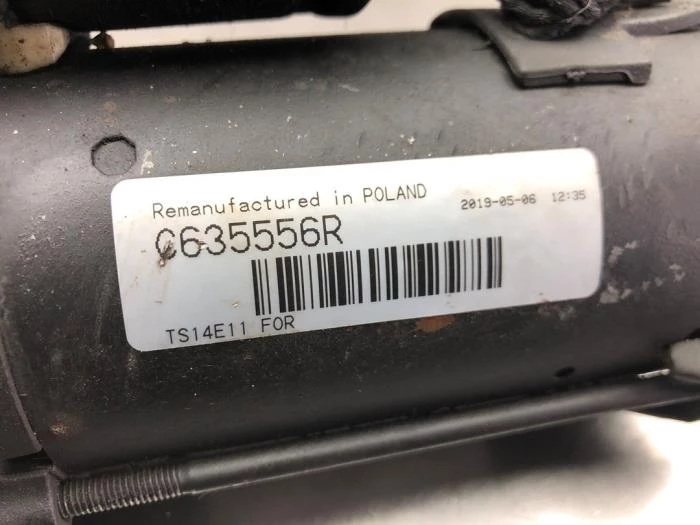 Remanufactured in POLAND 2019-05-06 12:35
C635556R
TS14E11 FOR